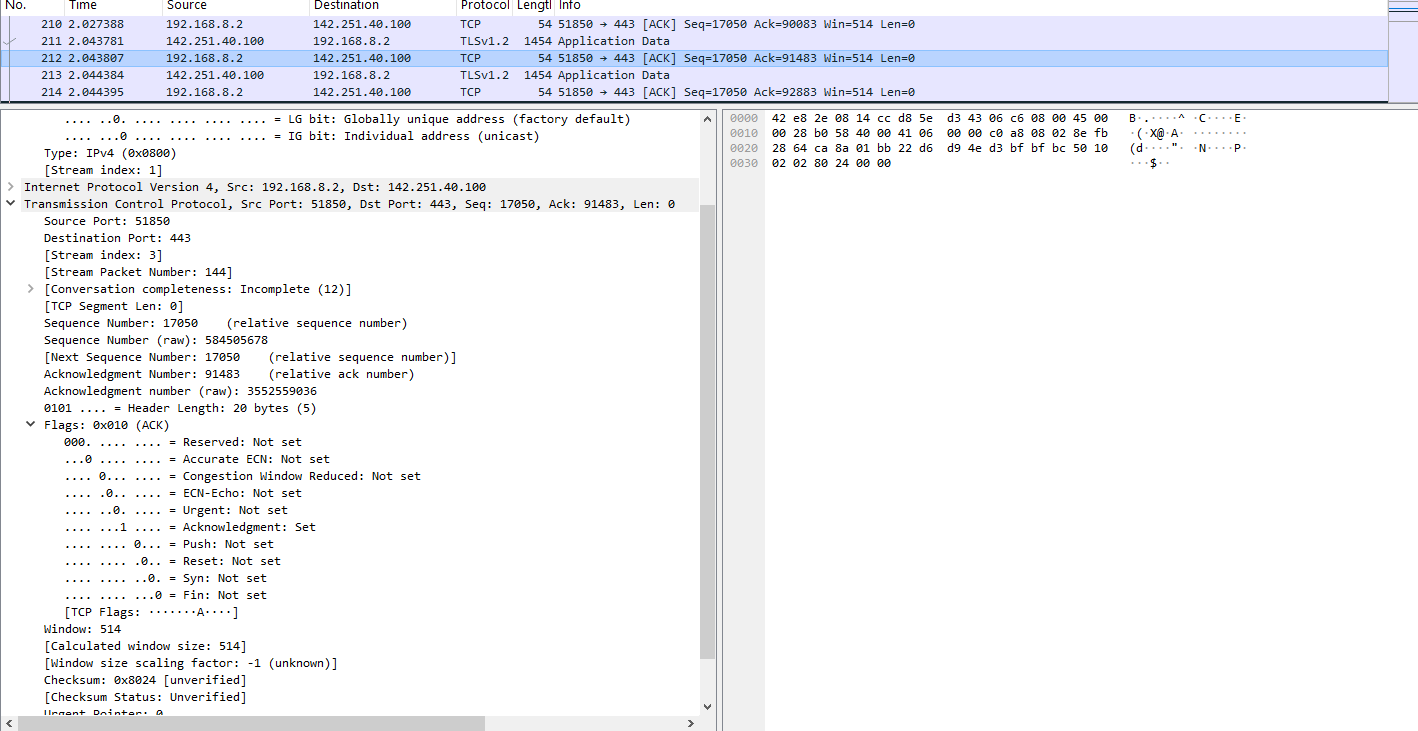 No. Time Source Destination Protocol Lengtl Info
210 2.027388 192.168.8.2 142.251.40.100 TCP 54 51850 → 443 [ACK] Seq=17050 Ack=90083 Win=514 Len=0
211 2.043781 142.251.40.100 192.168.8.2 TLSv1.2 1454 Application Data
212 2.043807 192.168.8.2 142.251.40.100 TCP 54 51850 → 443 [ACK] Seq=17050 Ack=91483 Win=514 Len=0
213 2.044384 142.251.40.100 192.168.8.2 TLSv1.2 1454 Application Data
214 2.044395 192.168.8.2 142.251.40.100 TCP 54 51850 → 443 [ACK] Seq=17050 Ack=92883 Win=514 Len=0
.... ..0. .... .... .... .... = LG bit: Globally unique address (factory default)
.... ...0 .... .... .... .... = IG bit: Individual address (unicast)
Type: IPv4 (0x0800)
[Stream index: 1]
Internet Protocol Version 4, Src: 192.168.8.2, Dst: 142.251.40.100
Transmission Control Protocol, Src Port: 51850, Dst Port: 443, Seq: 17050, Ack: 91483, Len: 0
Source Port: 51850
Destination Port: 443
[Stream index: 3]
[Stream Packet Number: 144]
[Conversation completeness: Incomplete (12)]
[TCP Segment Len: 0]
Sequence Number: 17050 (relative sequence number)
Sequence Number (raw): 584505678
[Next Sequence Number: 17050 (relative sequence number)]
Acknowledgment Number: 91483 (relative ack number)
Acknowledgment number (raw): 3552559036
0101 .... = Header Length: 20 bytes (5)
Flags: 0x010 (ACK)
000. .... .... = Reserved: Not set
...0 .... .... = Accurate ECN: Not set
.... 0... .... = Congestion Window Reduced: Not set
.... .0.. .... = ECN-Echo: Not set
.... ..0. .... = Urgent: Not set
.... ...1 .... = Acknowledgment: Set
.... .... 0... = Push: Not set
.... .... .0.. = Reset: Not set
.... .... ..0. = Syn: Not set
.... .... ...0 = Fin: Not set
[TCP Flags: ·······A····]
Window: 514
[Calculated window size: 514]
[Window size scaling factor: -1 (unknown)]
Checksum: 0x8024 [unverified]
[Checksum Status: Unverified]
Urgent Pointer: 0
0000 42 e8 2e 08 14 cc d8 5e d3 43 06 c6 08 00 45 00 B·.····^ ·C····E·
0010 00 28 b0 58 40 00 41 06 00 00 c0 a8 08 02 8e fb ·(·X@·A· ········
0020 28 64 ca 8a 01 bb 22 d6 d9 4e d3 bf bf bc 50 10 (d····"· ·N····P·
0030 02 02 80 24 00 00 ···$··